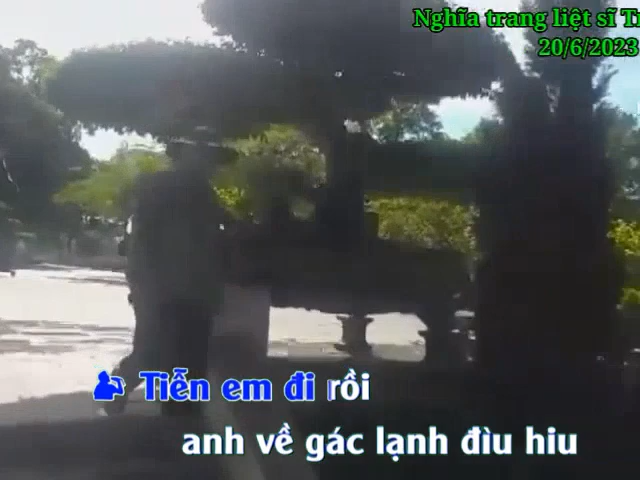 Nghĩa trang liệt sĩ
20/6/2023
Tiễn em đi rồi
anh về gác lạnh đìu hiu